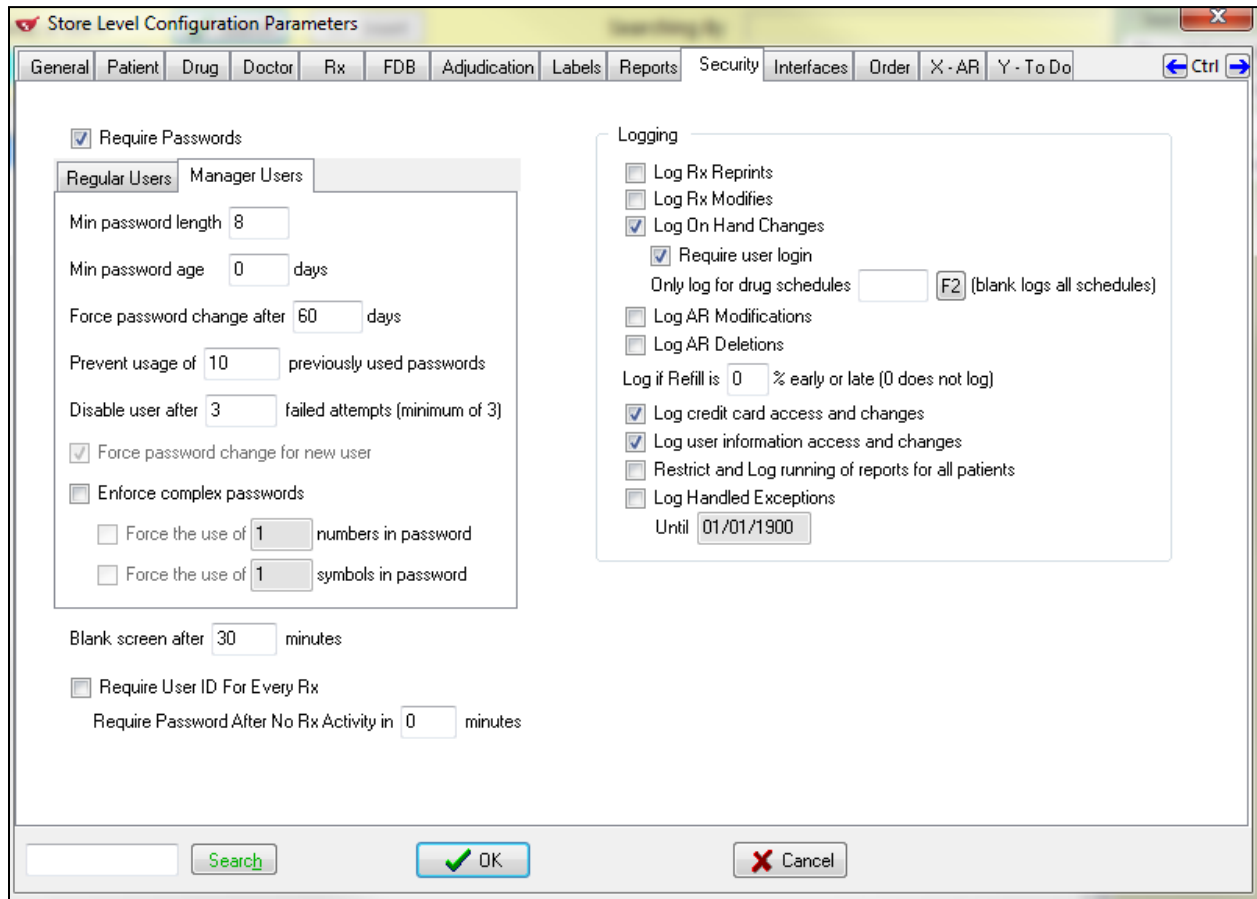 Store Level Configuration Parameters
General Patient Drug Doctor Rx FDB Adjudication Labels Reports Security Interfaces Order X - AR Y - To Do Ctrl
Require Passwords
Regular Users Manager Users
Min password length 8
Min password age 0 days
Force password change after 60 days
Prevent usage of 10 previously used passwords
Disable user after 3 failed attempts (minimum of 3)
Force password change for new user
Enforce complex passwords
Force the use of 1 numbers in password
Force the use of 1 symbols in password
Blank screen after 30 minutes
Require User ID For Every Rx
Require Password After No Rx Activity in 0 minutes
Logging
Log Rx Reprints
Log Rx Modifies
Log On Hand Changes
Require user login
Only log for drug schedules F2 (blank logs all schedules)
Log AR Modifications
Log AR Deletions
Log if Refill is 0 % early or late (0 does not log)
Log credit card access and changes
Log user information access and changes
Restrict and Log running of reports for all patients
Log Handled Exceptions
Until 01/01/1900
Search OK Cancel